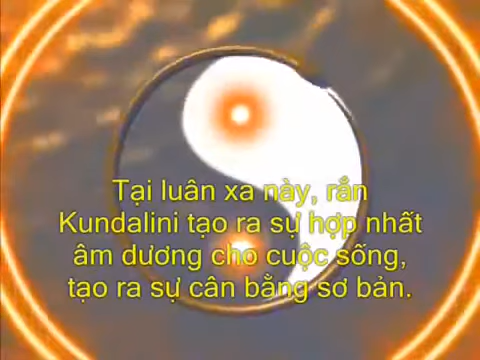 Tại luân xa này, rắn
Kundalini tạo ra sự hợp nhất
âm dương cho cuộc sống,
tạo ra sự cân bằng sơ bản.